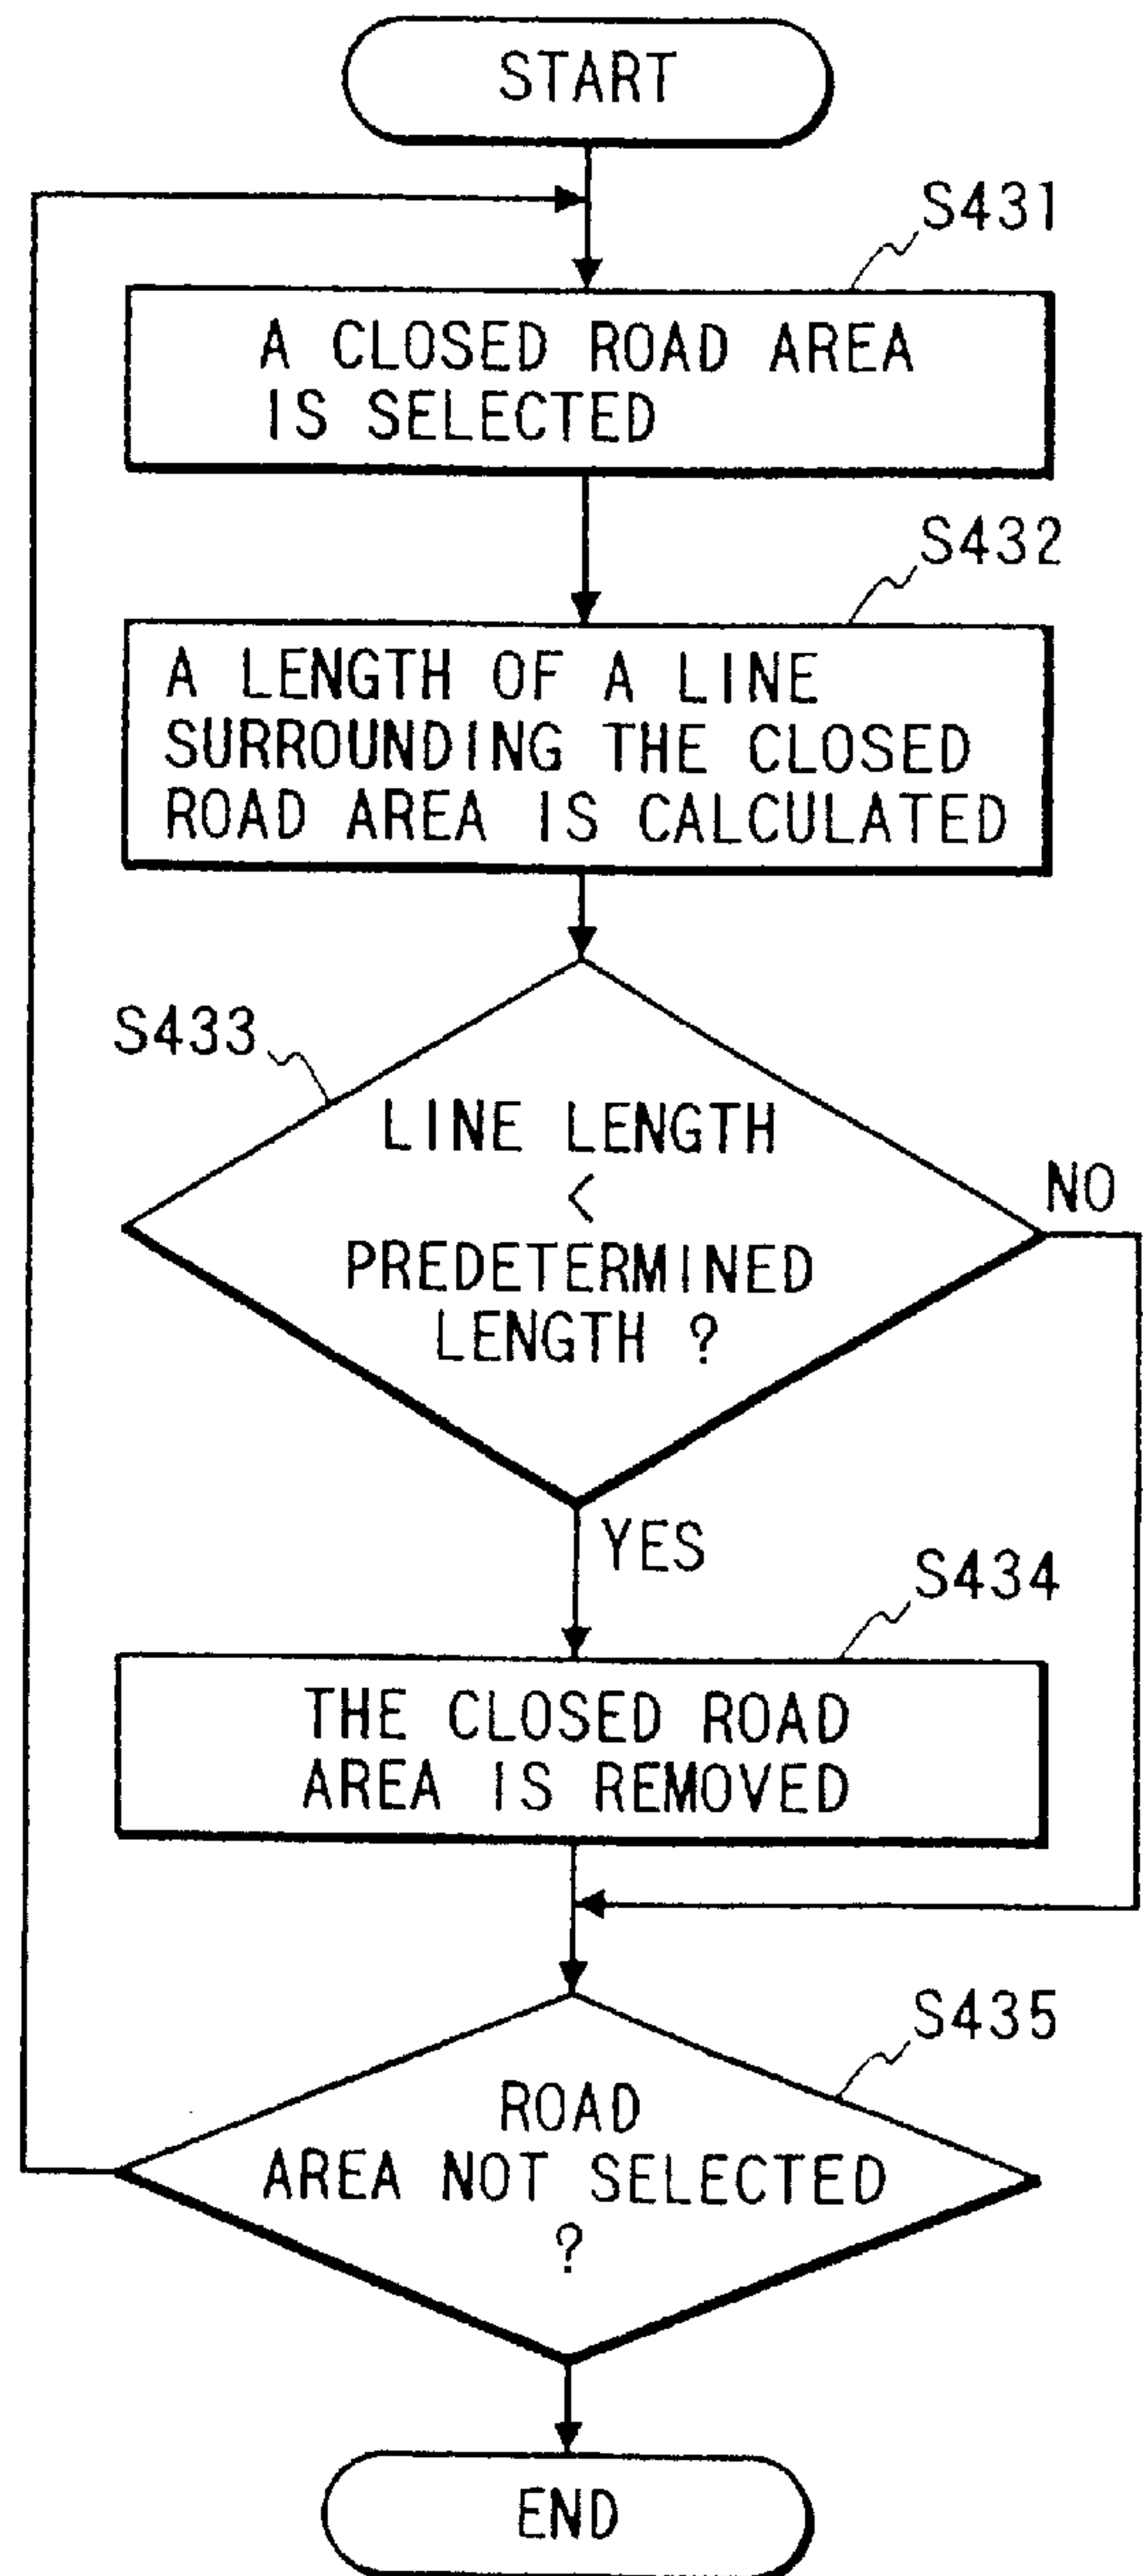 START
S431
A CLOSED ROAD AREA
IS SELECTED
S432
A LENGTH OF A LINE
SURROUNDING THE CLOSED
ROAD AREA IS CALCULATED
S433
LINE LENGTH
<
PREDETERMINED
LENGTH ?
NO
YES
S434
THE CLOSED ROAD
AREA IS REMOVED
S435
ROAD
AREA NOT SELECTED
?
END